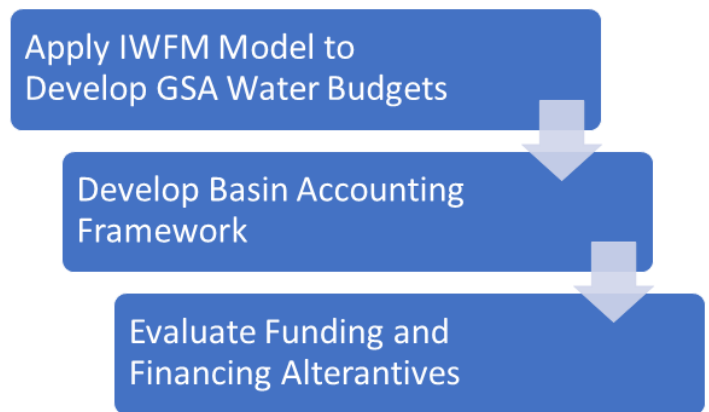 Apply IWFM Model to
Develop GSA Water Budgets
Develop Basin Accounting
Framework
Evaluate Funding and
Financing Alterantives